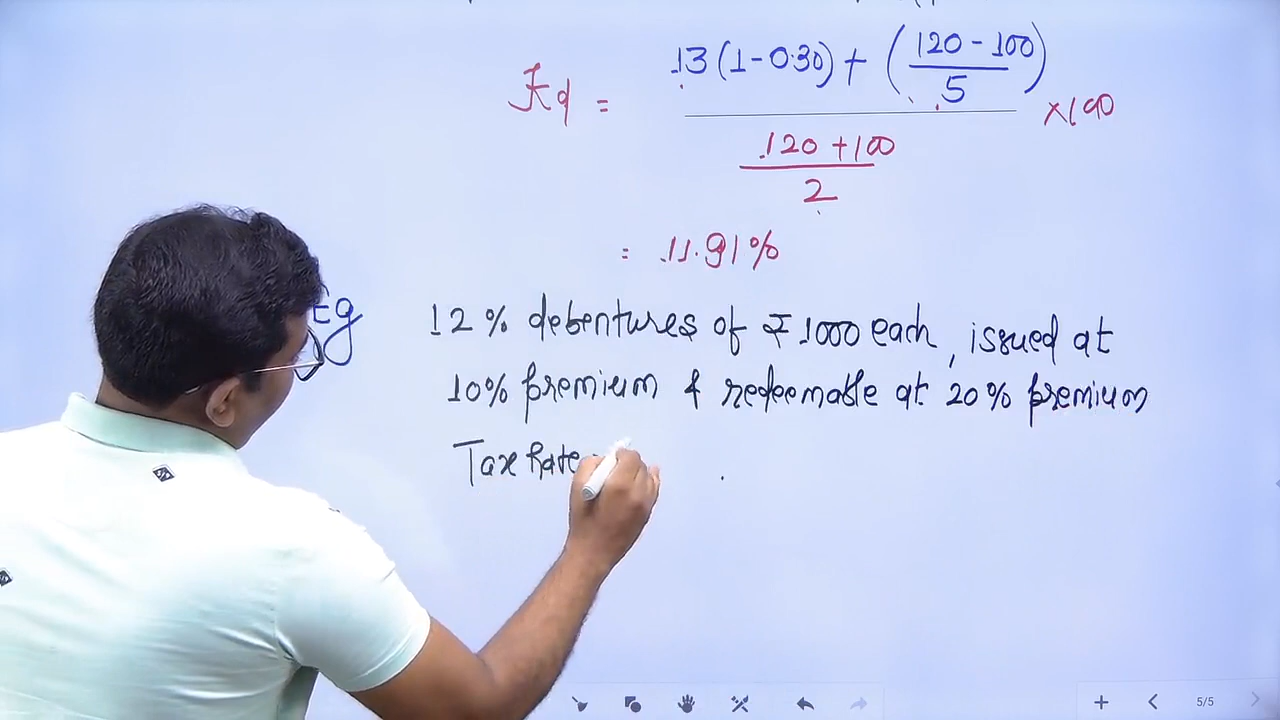 13(1-0.30)+(120-100
5)
Kd =
×100
120+100
2
= 11.91%
Eg
12% debentures of ₹1000 each, issued at
10% premium & redeemable at 20% premium
Tax Rate
5/5